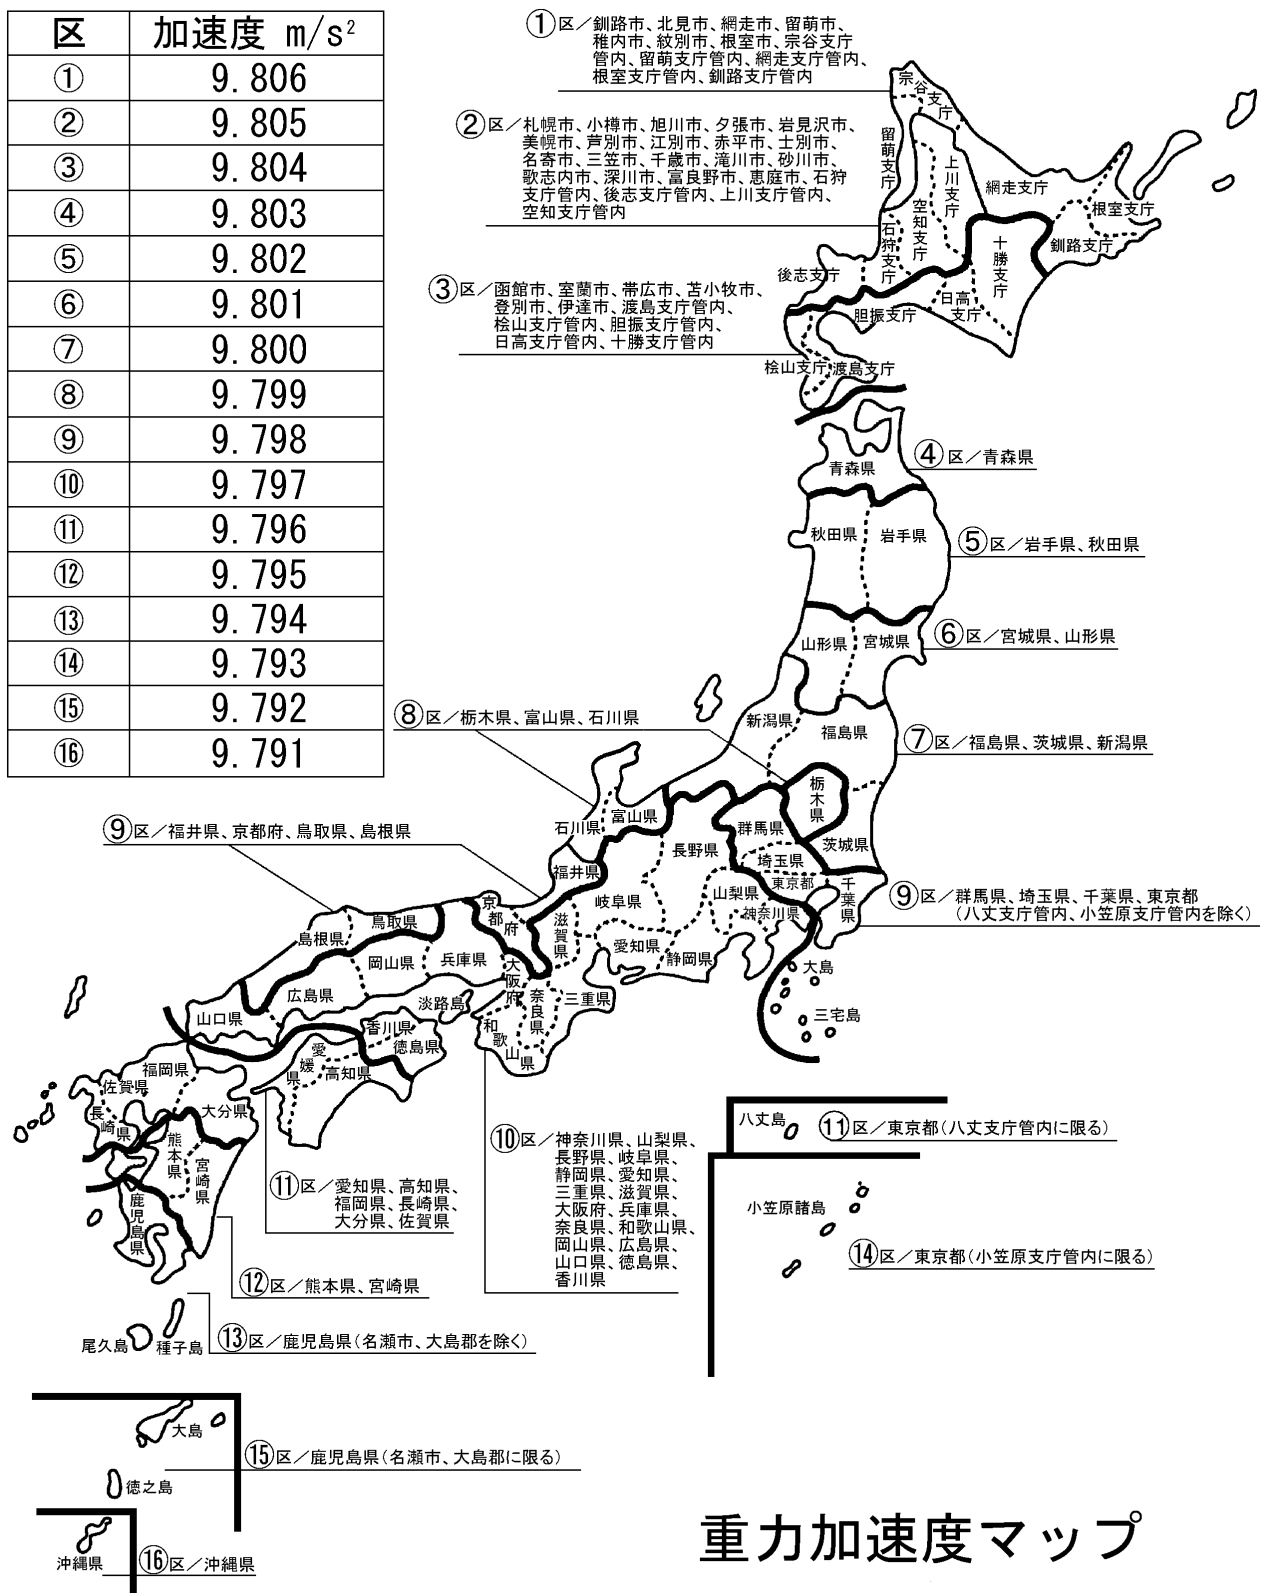 区 加速度 m/s²
① 9.806
② 9.805
③ 9.804
④ 9.803
⑤ 9.802
⑥ 9.801
⑦ 9.800
⑧ 9.799
⑨ 9.798
⑩ 9.797
⑪ 9.796
⑫ 9.795
⑬ 9.794
⑭ 9.793
⑮ 9.792
⑯ 9.791
①区／釧路市、北見市、網走市、留萌市、
稚内市、紋別市、根室市、宗谷支庁
管内、留萌支庁管内、網走支庁管内、
根室支庁管内、釧路支庁管内
②区／札幌市、小樽市、旭川市、夕張市、岩見沢市、
美幌市、芦別市、江別市、赤平市、士別市、
名寄市、三笠市、千歳市、滝川市、砂川市、
歌志内市、深川市、富良野市、恵庭市、石狩
支庁管内、後志支庁管内、上川支庁管内、
空知支庁管内
③区／函館市、室蘭市、帯広市、苫小牧市、
登別市、伊達市、渡島支庁管内、
桧山支庁管内、胆振支庁管内、
日高支庁管内、十勝支庁管内
宗谷支庁
留萌支庁
上川支庁
網走支庁
空知支庁
根室支庁
石狩支庁
十勝支庁
釧路支庁
後志支庁
日高支庁
胆振支庁
桧山支庁
渡島支庁
④区／青森県
青森県
秋田県
岩手県
⑤区／岩手県、秋田県
山形県
宮城県
⑥区／宮城県、山形県
⑧区／栃木県、富山県、石川県
新潟県
福島県
⑦区／福島県、茨城県、新潟県
栃木県
⑨区／福井県、京都府、鳥取県、島根県
石川県
富山県
群馬県
茨城県
長野県
埼玉県
福井県
東京都
千葉県
山梨県
岐阜県
神奈川県
⑨区／群馬県、埼玉県、千葉県、東京都
（八丈支庁管内、小笠原支庁管内を除く）
京都府
滋賀県
鳥取県
島根県
愛知県
静岡県
兵庫県
岡山県
大阪府
大島
広島県
淡路島
奈良県
三重県
三宅島
山口県
香川県
和歌山県
徳島県
愛媛県
高知県
福岡県
佐賀県
大分県
長崎県
熊本県
宮崎県
鹿児島県
八丈島
⑪区／東京都（八丈支庁管内に限る）
⑩区／神奈川県、山梨県、
長野県、岐阜県、
静岡県、愛知県、
三重県、滋賀県、
大阪府、兵庫県、
奈良県、和歌山県、
岡山県、広島県、
山口県、徳島県、
香川県
⑪区／愛知県、高知県、
福岡県、長崎県、
大分県、佐賀県
小笠原諸島
⑭区／東京都（小笠原支庁管内に限る）
⑫区／熊本県、宮崎県
尾久島
種子島
⑬区／鹿児島県（名瀬市、大島郡を除く）
大島
⑮区／鹿児島県（名瀬市、大島郡に限る）
徳之島
沖縄県
⑯区／沖縄県
重力加速度マップ